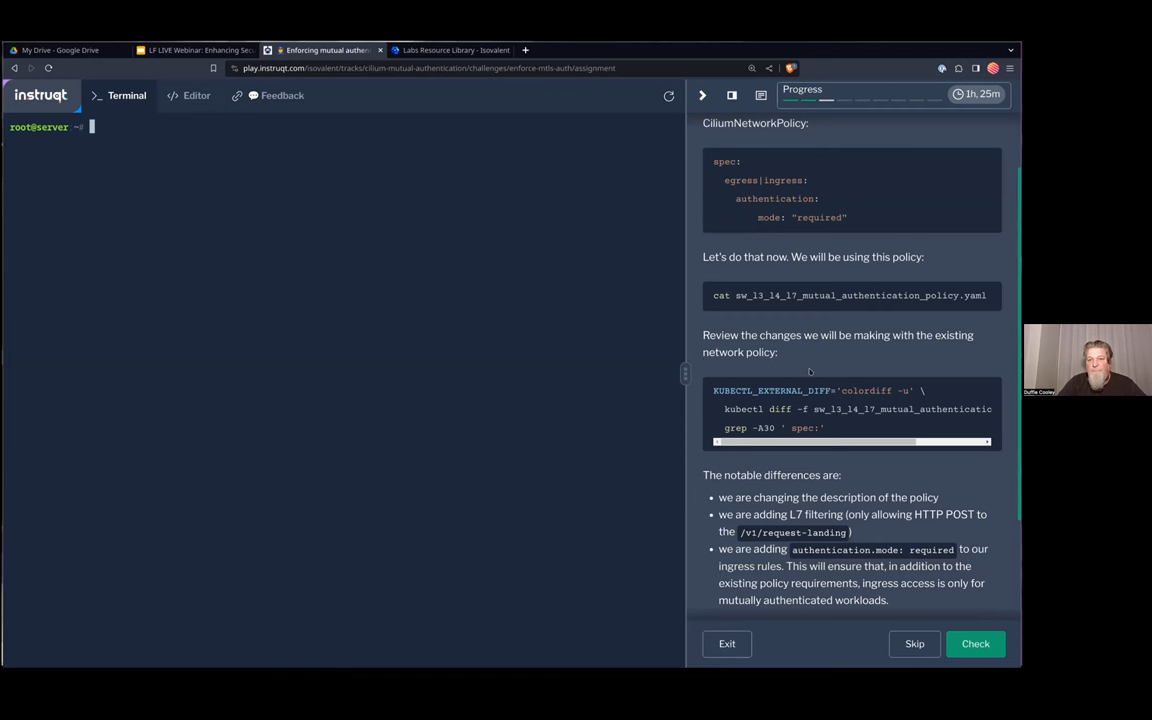 My Drive - Google Drive
LF LIVE Webinar: Enhancing Sec
Enforcing mutual authen
Labs Resource Library - Isovalent
play.instruqt.com/isovalent/tracks/cilium-mutual-authentication/challenges/enforce-mtls-auth/assignment
instruqt
>_ Terminal
</> Editor
Feedback
Progress
1h, 25m
root@server:~#
CiliumNetworkPolicy:
spec:
egress|ingress:
authentication:
mode: "required"
Let's do that now. We will be using this policy:
cat sw_l3_l4_l7_mutual_authentication_policy.yaml
Review the changes we will be making with the existing
network policy:
KUBECTL_EXTERNAL_DIFF='colordiff -u' \
kubectl diff -f sw_l3_l4_l7_mutual_authenticatio
grep -A30 ' spec:'
The notable differences are:
• we are changing the description of the policy
• we are adding L7 filtering (only allowing HTTP POST to
the /v1/request-landing)
• we are adding authentication.mode: required to our
ingress rules. This will ensure that, in addition to the
existing policy requirements, ingress access is only for
mutually authenticated workloads.
Exit
Skip
Check
Duffie Cooley